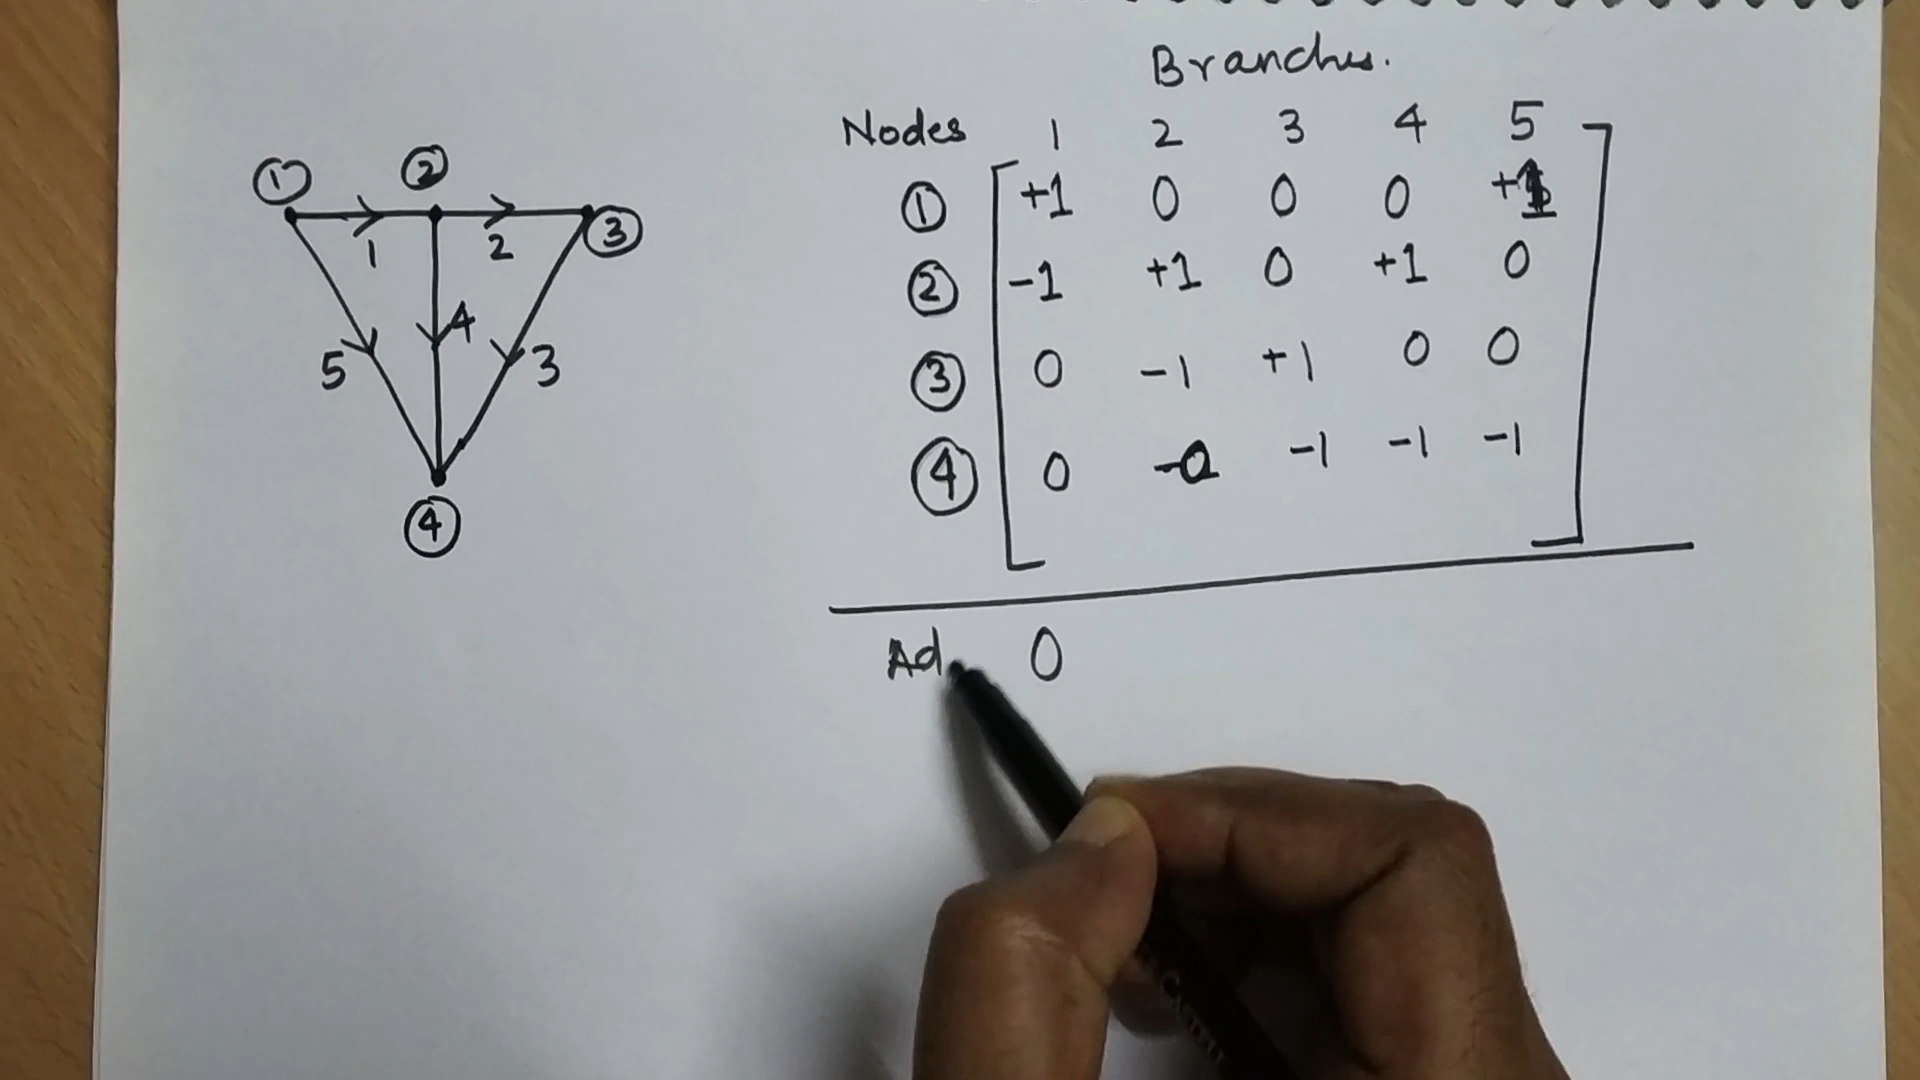 Branches.
Nodes 1 2 3 4 5
① +1 0 0 0 +1
② -1 +1 0 +1 0
③ 0 -1 +1 0 0
④ 0 -0 -1 -1 -1
Ad 0
① ② ③
1 2
5 4 3
④